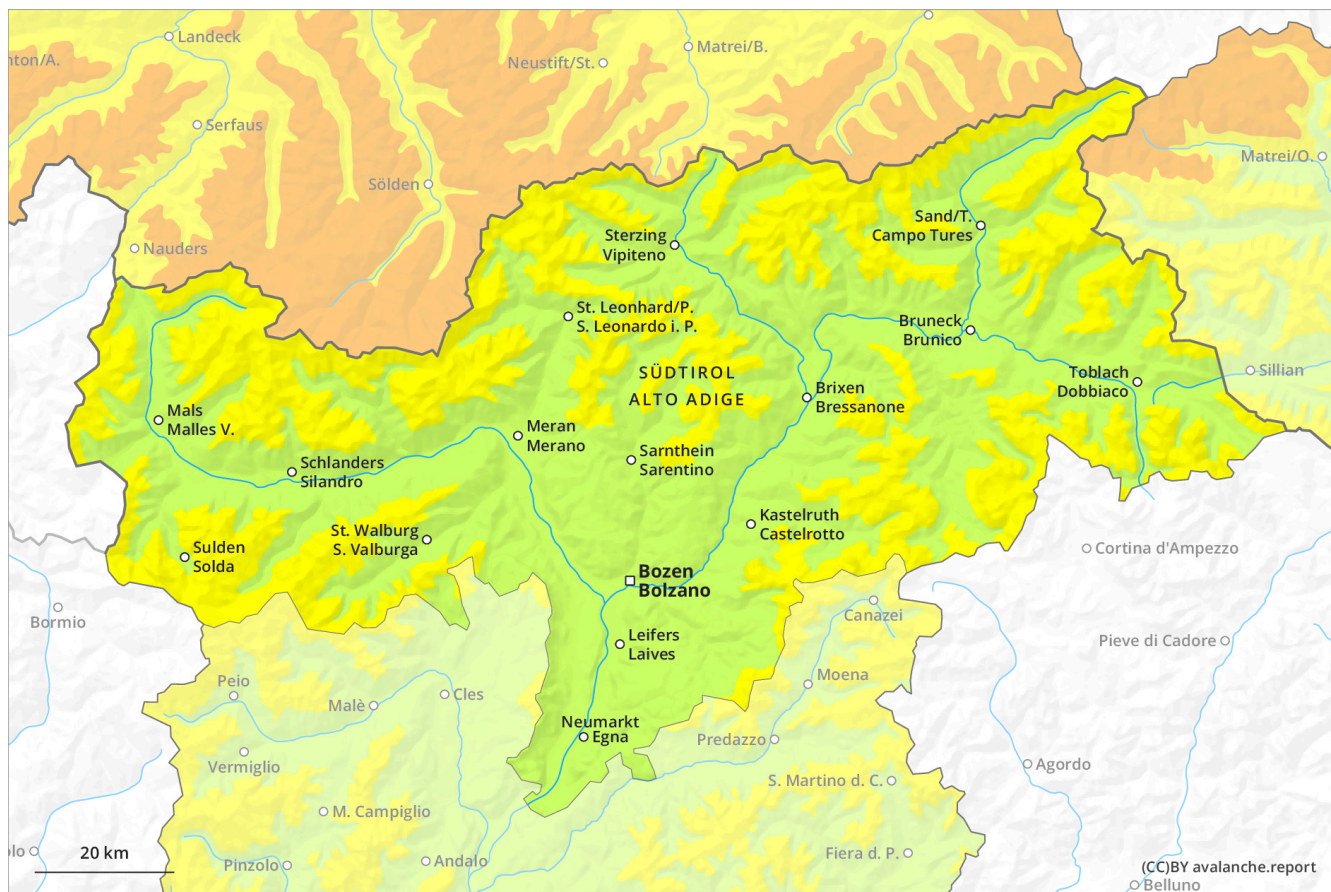 Landeck
nton/A.
Matrei/B.
Neustift/St.
Serfaus
Matrei/O.
Sölden
Sand/T.
Campo Tures
Sterzing
Vipiteno
Nauders
St. Leonhard/P.
S. Leonardo i. P.
Bruneck
Brunico
SÜDTIROL
ALTO ADIGE
Toblach
Dobbiaco
Sillian
Brixen
Bressanone
Mals
Malles V.
Meran
Merano
Sarnthein
Sarentino
Schlanders
Silandro
Kastelruth
Castelrotto
St. Walburg
S. Valburga
Sulden
Solda
Cortina d'Ampezzo
Bozen
Bolzano
Bormio
Canazei
Leifers
Laives
Pieve di Cadore
Peio
Moena
Malè
Cles
Neumarkt
Egna
Predazzo
Vermiglio
Agordo
S. Martino d. C.
M. Campiglio
olo
20 km
Pinzolo
Andalo
Fiera d. P.
(CC)BY avalanche.report
Belluno